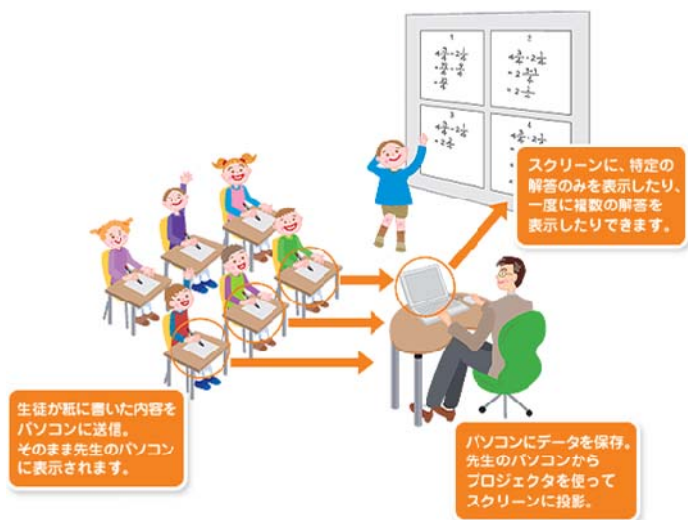 1
2
3
4
スクリーンに、特定の
解答のみを表示したり、
一度に複数の解答を
表示したりできます。
生徒が紙に書いた内容を
パソコンに送信。
そのまま先生のパソコン
に表示されます。
パソコンにデータを保存。
先生のパソコンから
プロジェクタを使って
スクリーンに投影。